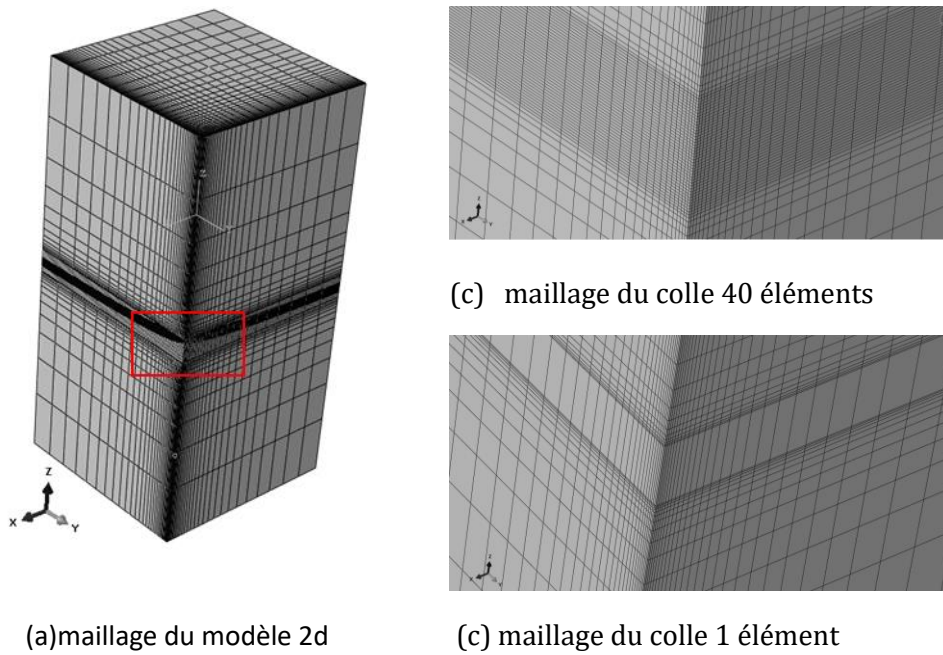 Z
X
Y
(c) maillage du colle 40 éléments
(a)maillage du modèle 2d
(c) maillage du colle 1 élément